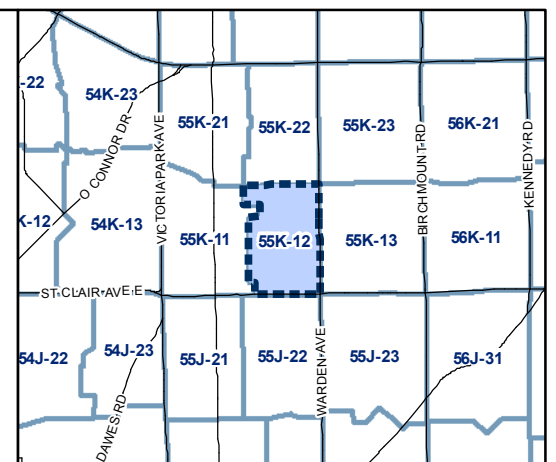 -22
54K-23
55K-21
55K-22
55K-23
56K-21
O CONNOR DR
VICTORIA PARK AVE
BIRCHMOUNT RD
KENNEDY RD
K-12
54K-13
55K-11
55K-12
55K-13
56K-11
ST CLAIR AVE E
54J-22
54J-23
55J-21
55J-22
WARDEN AVE
55J-23
56J-31
DAWES RD